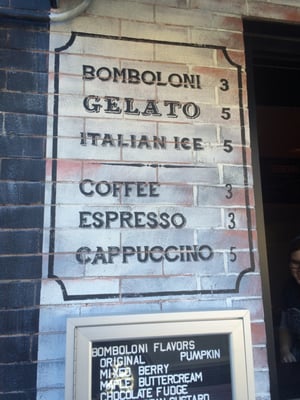 BOMBOLONI 3
GELATO 5
ITALIAN ICE 5
COFFEE 3
ESPRESSO 3
CAPPUCCINO 5
BOMBOLONI FLAVORS
ORIGINAL PUMPKIN
MIXED BERRY
MAPLE BUTTERCREAM
CHOCOLATE FUDGE
CUSTARD